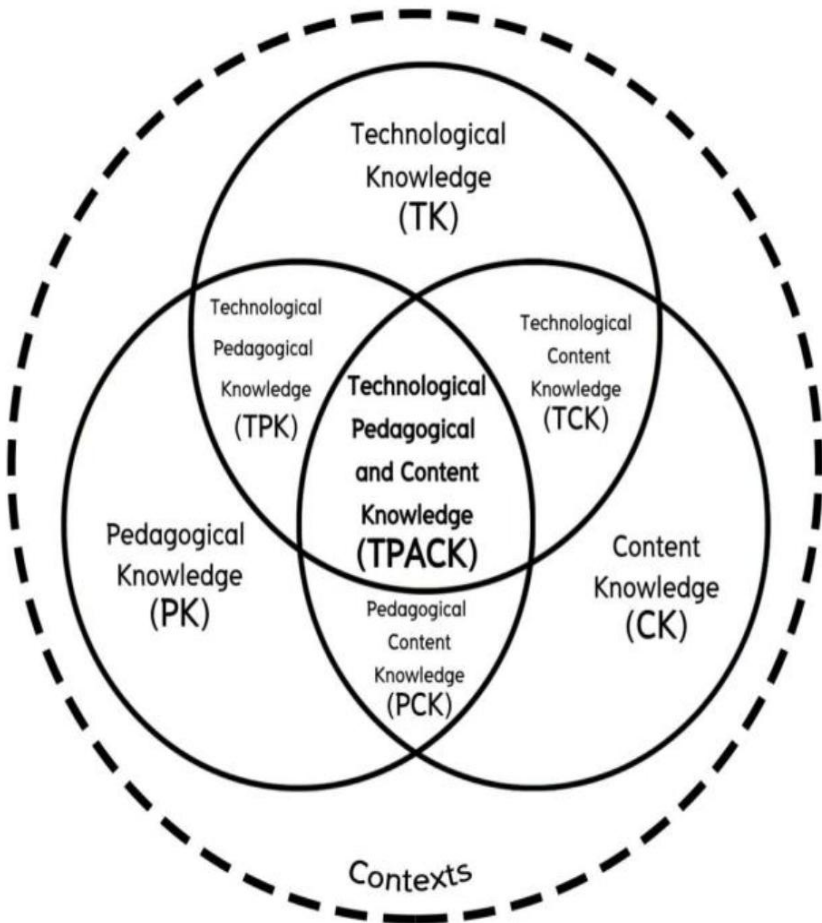 Technological
Knowledge
(TK)
Technological
Pedagogical
Knowledge
(TPK)
Technological
Content
Knowledge
(TCK)
Technological
Pedagogical
and Content
Knowledge
(TPACK)
Pedagogical
Knowledge
(PK)
Content
Knowledge
(CK)
Pedagogical
Content
Knowledge
(PCK)
Contexts